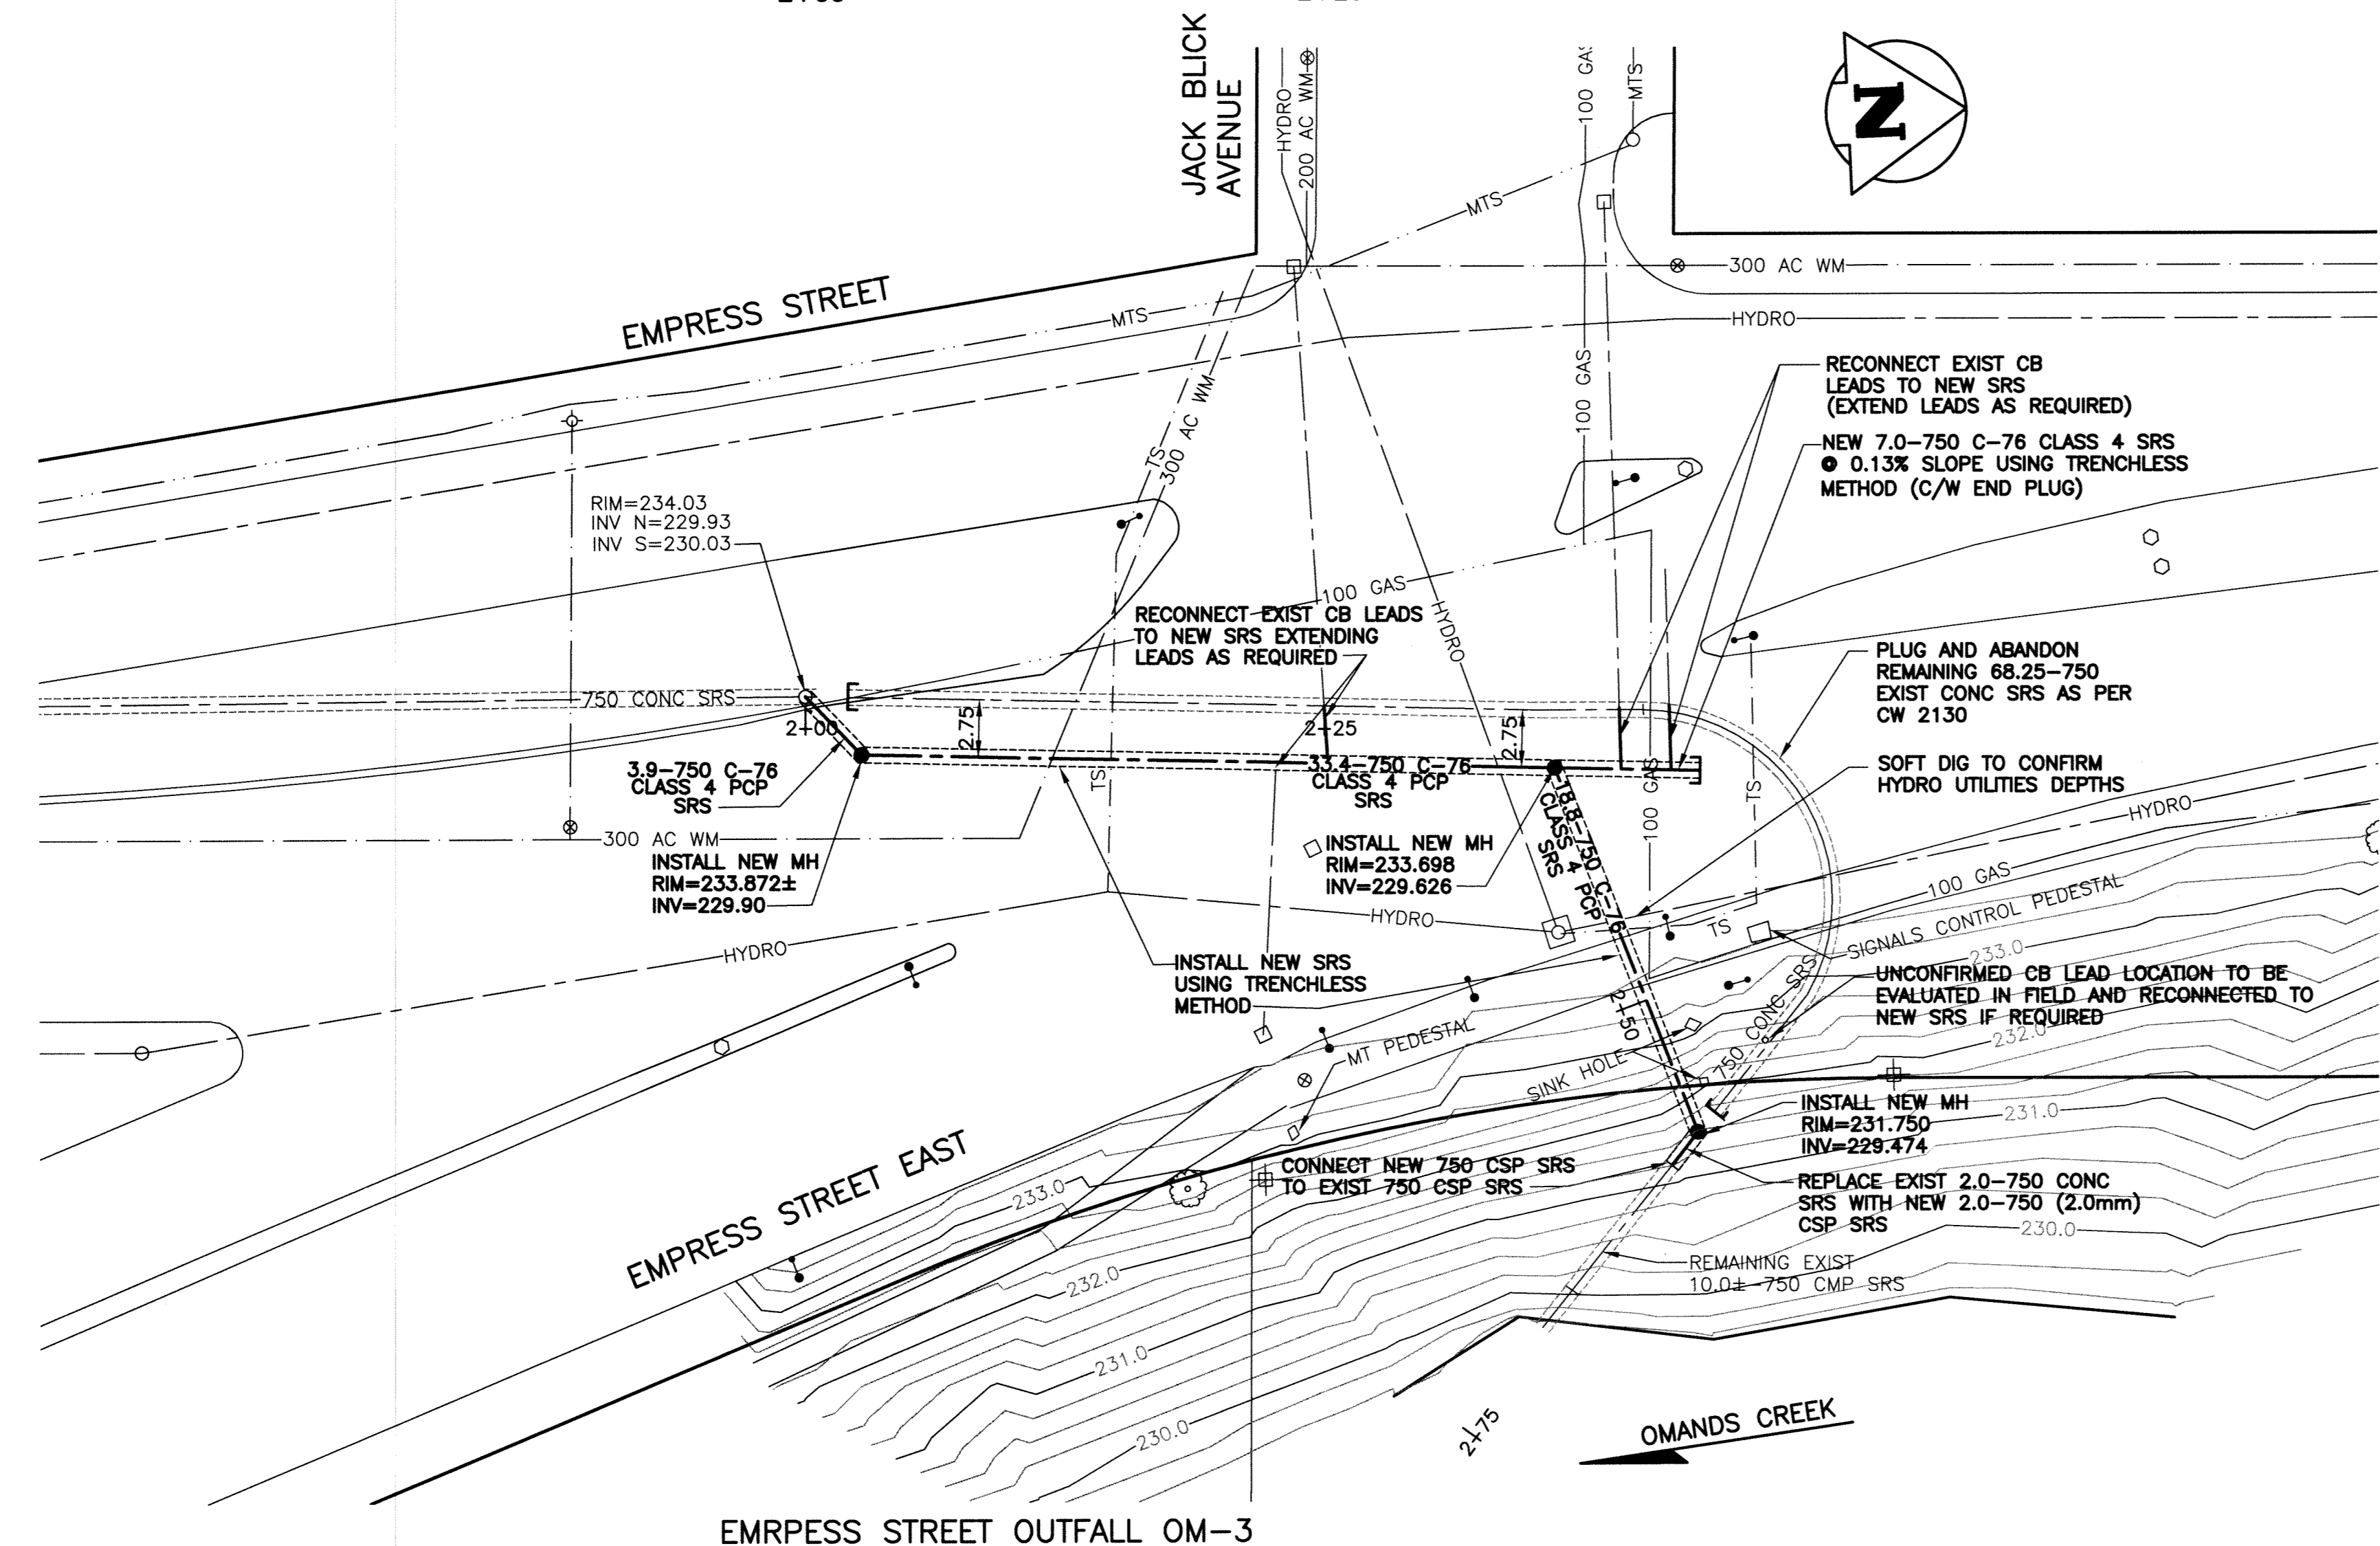 JACK BLICK
AVENUE
HYDRO
200 AC WM
100 GAS
MTS
N
MTS
300 AC WM
EMPRESS STREET
MTS
HYDRO
RECONNECT EXIST CB
LEADS TO NEW SRS
(EXTEND LEADS AS REQUIRED)
100 GAS
TS
300 AC WM
NEW 7.0-750 C-76 CLASS 4 SRS
@ 0.13% SLOPE USING TRENCHLESS
METHOD (C/W END PLUG)
RIM=234.03
INV N=229.93
INV S=230.03
100 GAS
HYDRO
RECONNECT EXIST CB LEADS
TO NEW SRS EXTENDING
LEADS AS REQUIRED
PLUG AND ABANDON
REMAINING 68.25-750
EXIST CONC SRS AS PER
CW 2130
750 CONC SRS
2+00
2.75
2+25
2.75
3.9-750 C-76
CLASS 4 PCP
SRS
TS
33.4-750 C-76
CLASS 4 PCP
SRS
18.8-750 C-76
CLASS 4 PCP
SRS
100 GAS
TS
SOFT DIG TO CONFIRM
HYDRO UTILITIES DEPTHS
HYDRO
300 AC WM
INSTALL NEW MH
RIM=233.872±
INV=229.90
INSTALL NEW MH
RIM=233.698
INV=229.626
100 GAS
HYDRO
TS
SIGNALS CONTROL PEDESTAL
HYDRO
233.0
INSTALL NEW SRS
USING TRENCHLESS
METHOD
2+50
750 CONC SRS
UNCONFIRMED CB LEAD LOCATION TO BE
EVALUATED IN FIELD AND RECONNECTED TO
NEW SRS IF REQUIRED
232.0
MT PEDESTAL
SINK HOLE
INSTALL NEW MH
RIM=231.750
INV=229.474
231.0
EMPRESS STREET EAST
233.0
CONNECT NEW 750 CSP SRS
TO EXIST 750 CSP SRS
REPLACE EXIST 2.0-750 CONC
SRS WITH NEW 2.0-750 (2.0mm)
CSP SRS
230.0
232.0
REMAINING EXIST
10.0±-750 CMP SRS
231.0
230.0
2+75
OMANDS CREEK
EMRPESS STREET OUTFALL OM-3